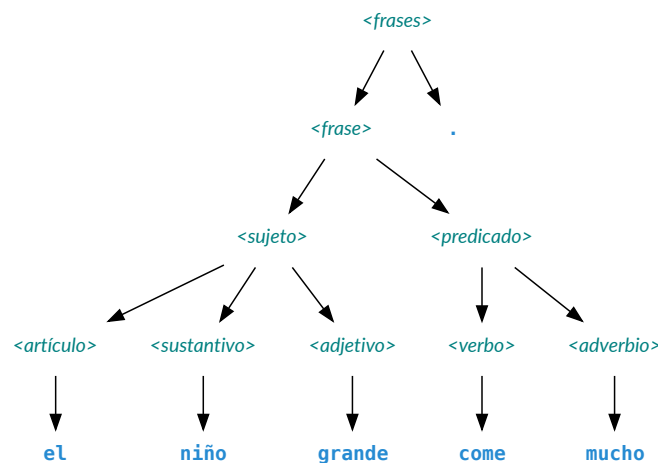 <frases>
<frase> .
<sujeto> <predicado>
<artículo> <sustantivo> <adjetivo> <verbo> <adverbio>
el niño grande come mucho